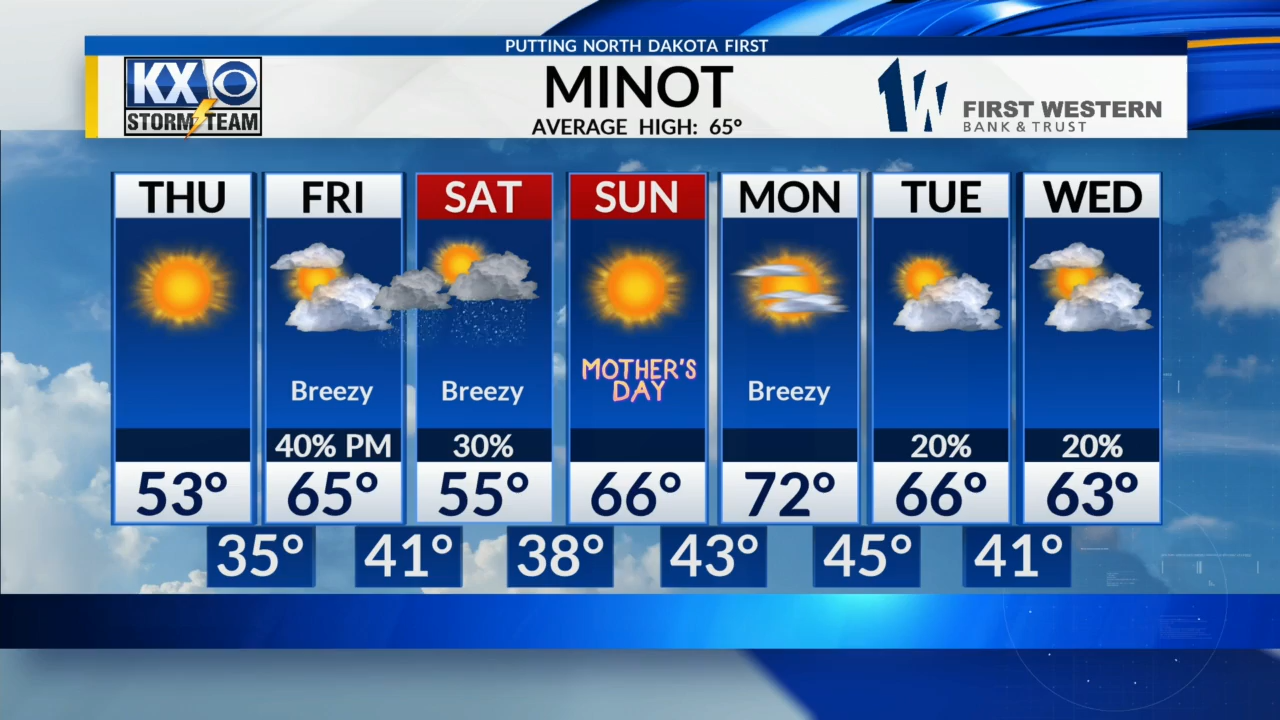 PUTTING NORTH DAKOTA FIRST
KX
STORM TEAM
MINOT
AVERAGE HIGH: 65°
1W
FIRST WESTERN
BANK & TRUST
THU FRI SAT SUN MON TUE WED
MOTHER'S
DAY
Breezy Breezy Breezy
40% PM 30% 20% 20%
53° 65° 55° 66° 72° 66° 63°
35° 41° 38° 43° 45° 41°